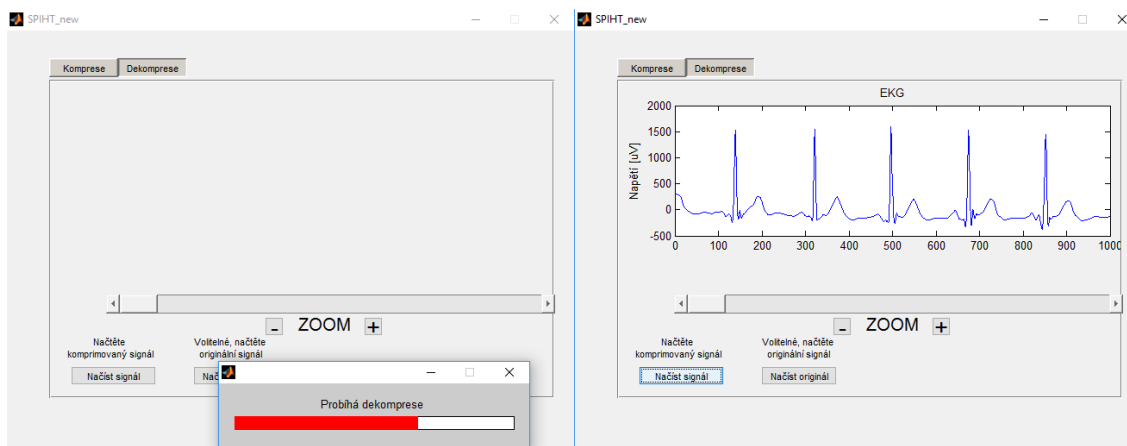 SPIHT_new
Komprese
Dekomprese
- ZOOM +
Načtěte
komprimovaný signál
Volitelné, načtěte
originální signál
Načíst signál
Nač
Probíhá dekomprese
SPIHT_new
Komprese
Dekomprese
EKG
Napětí [uV]
2000
1500
1000
500
0
-500
0 100 200 300 400 500 600 700 800 900 1000
- ZOOM +
Načtěte
komprimovaný signál
Volitelné, načtěte
originální signál
Načíst signál
Načíst originál